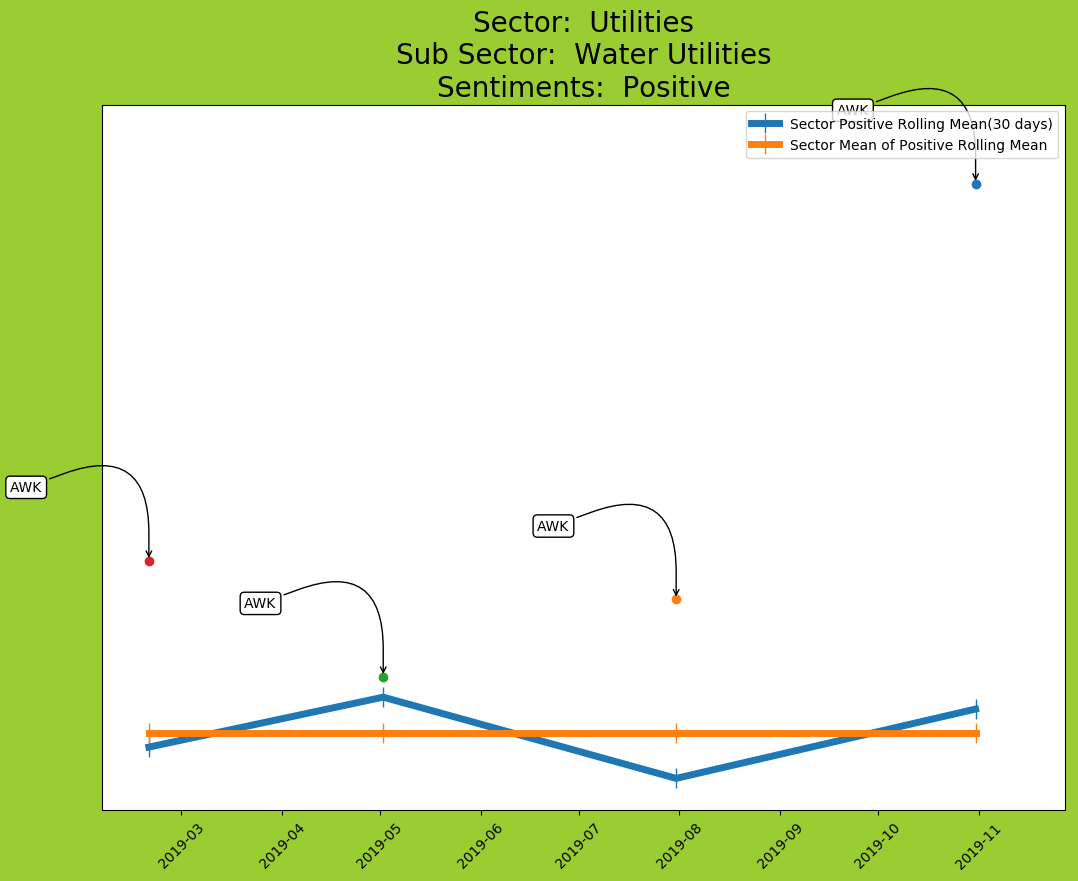 Sector:  Utilities
Sub Sector:  Water Utilities
Sentiments:  Positive
AWK
Sector Positive Rolling Mean(30 days)
Sector Mean of Positive Rolling Mean
AWK
AWK
AWK
2019-03
2019-04
2019-05
2019-06
2019-07
2019-08
2019-09
2019-10
2019-11